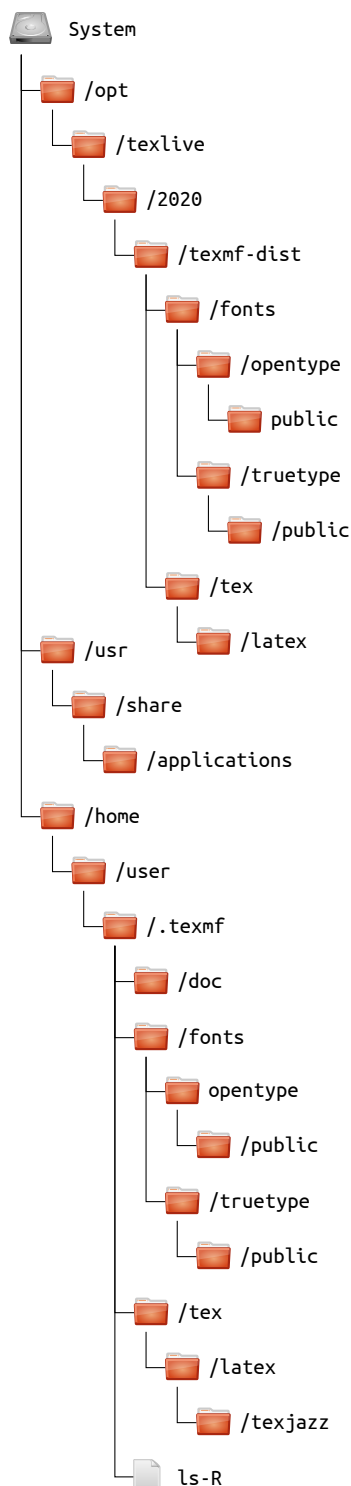 System
/opt
/texlive
/2020
/texmf-dist
/fonts
/opentype
public
/truetype
/public
/tex
/latex
/usr
/share
/applications
/home
/user
/.texmf
/doc
/fonts
opentype
/public
/truetype
/public
/tex
/latex
/texjazz
ls-R